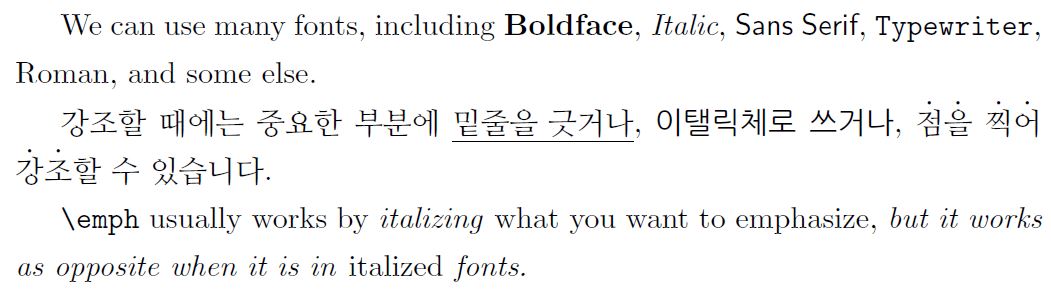 We can use many fonts, including Boldface, Italic, Sans Serif, Typewriter,
Roman, and some else.
강조할 때에는 중요한 부분에 밑줄을 긋거나, 이탤릭체로 쓰거나, 점을 찍어
강조할 수 있습니다.
\emph usually works by italizing what you want to emphasize, but it works
as opposite when it is in italized fonts.